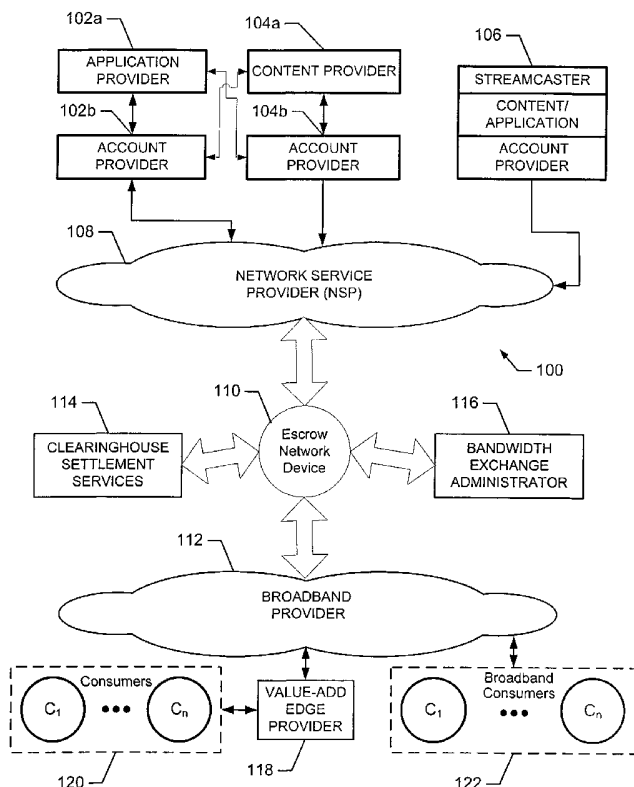 102a
104a
106
APPLICATION
PROVIDER
CONTENT PROVIDER
STREAMCASTER
CONTENT/
APPLICATION
ACCOUNT
PROVIDER
102b
104b
ACCOUNT
PROVIDER
ACCOUNT
PROVIDER
108
NETWORK SERVICE
PROVIDER (NSP)
100
110
114
116
CLEARINGHOUSE
SETTLEMENT
SERVICES
Escrow
Network
Device
BANDWIDTH
EXCHANGE
ADMINISTRATOR
112
BROADBAND
PROVIDER
Consumers
C1 ••• Cn
VALUE-ADD
EDGE
PROVIDER
Broadband
Consumers
C1 ••• Cn
120
118
122